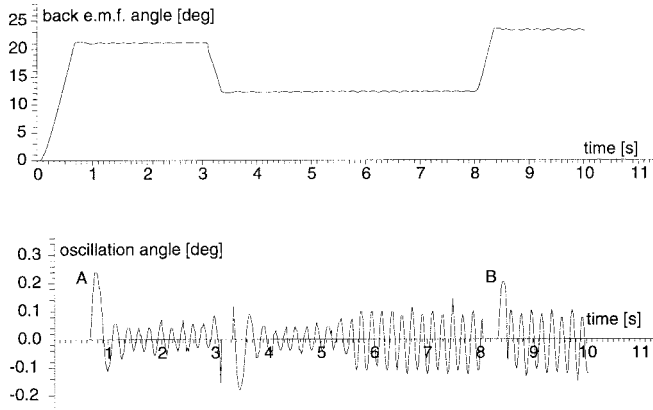 back e.m.f. angle [deg]
25
20
15
10
5
0
time [s]
0 1 2 3 4 5 6 7 8 9 10 11
oscillation angle [deg]
0.3
0.2
0.1
0.0
-0.1
-0.2
A
B
time [s]
1 2 3 4 5 6 7 8 9 10 11